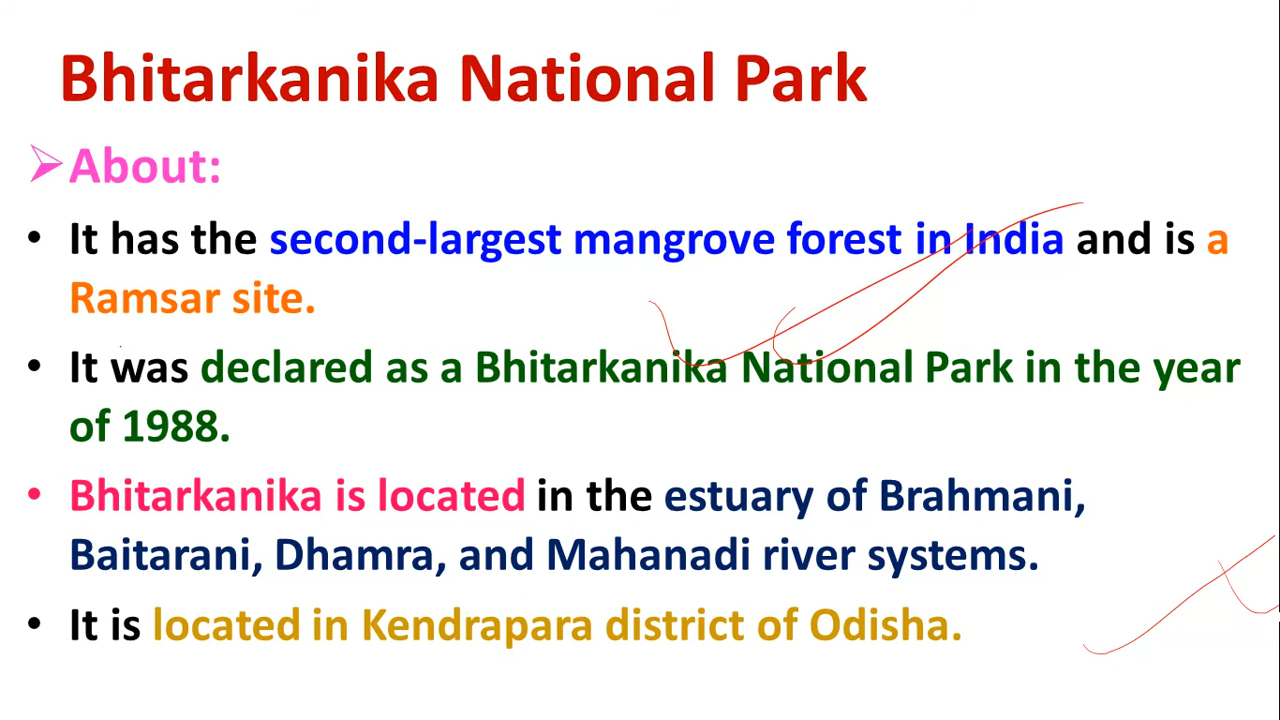 Bhitarkanika National Park
➢About:
• It has the second-largest mangrove forest in India and is a
Ramsar site.
• It was declared as a Bhitarkanika National Park in the year
of 1988.
• Bhitarkanika is located in the estuary of Brahmani,
Baitarani, Dhamra, and Mahanadi river systems.
• It is located in Kendrapara district of Odisha.